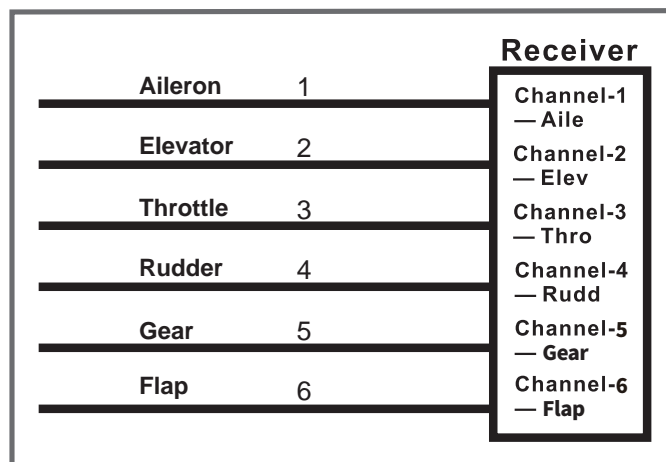 Receiver
Aileron 1
Channel-1
— Aile
Elevator 2
Channel-2
— Elev
Throttle 3
Channel-3
— Thro
Rudder 4
Channel-4
— Rudd
Gear 5
Channel-5
— Gear
Flap 6
Channel-6
— Flap